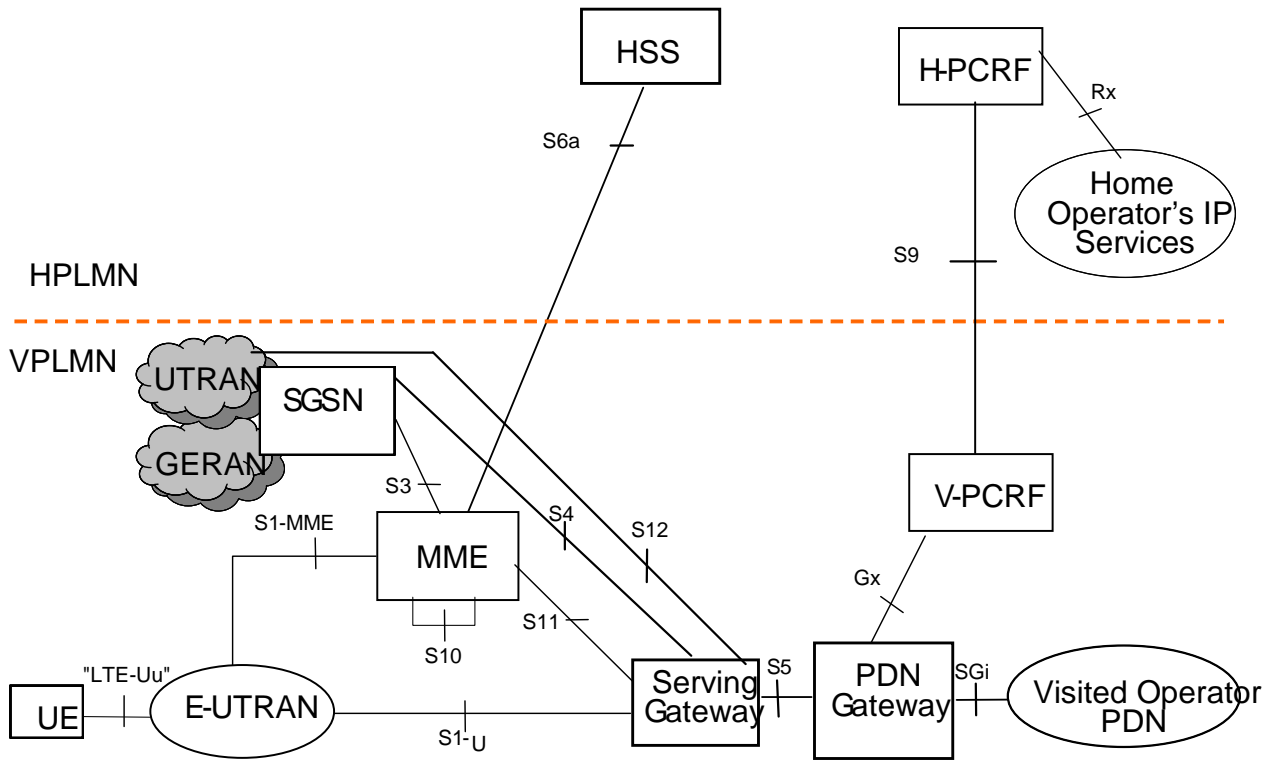 HSS
H-PCRF
Rx
S6a
Home
Operator's IP
Services
S9
HPLMN
VPLMN
UTRAN
SGSN
GERAN
S3
V-PCRF
S1-MME
S4
S12
MME
Gx
S11
S10
"LTE-Uu"
S5
SGi
UE
E-UTRAN
Serving
Gateway
PDN
Gateway
Visited Operator
PDN
S1-U